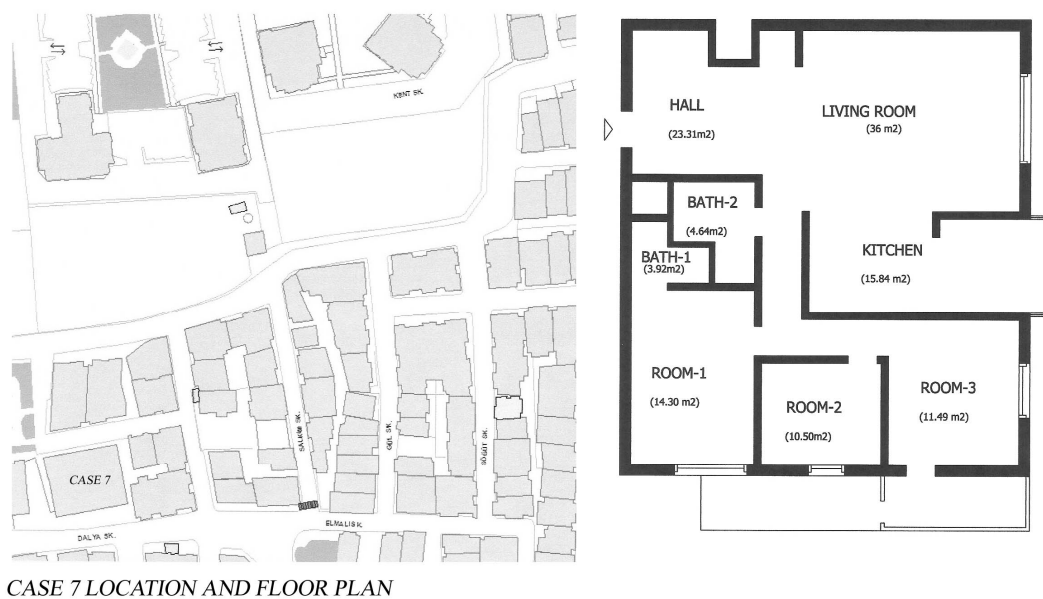 KENT SK.
CASE 7
DALYA SK.
SALKIM SK.
GÜL SK.
SÖĞÜT SK.
ELMALI SK.
HALL
(23.31m2)
LIVING ROOM
(36 m2)
BATH-2
(4.64m2)
BATH-1
(3.92m2)
KITCHEN
(15.84 m2)
ROOM-1
(14.30 m2)
ROOM-2
(10.50m2)
ROOM-3
(11.49 m2)
CASE 7 LOCATION AND FLOOR PLAN